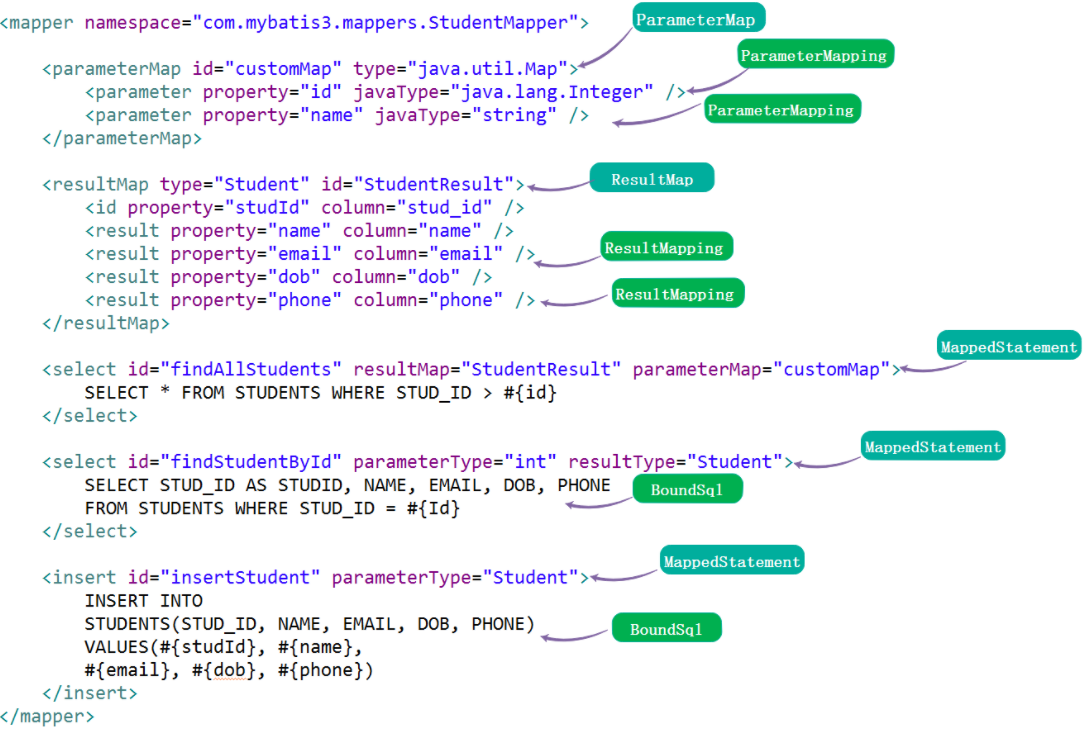 <mapper namespace="com.mybatis3.mappers.StudentMapper">
ParameterMap
<parameterMap id="customMap" type="java.util.Map">
ParameterMapping
<parameter property="id" javaType="java.lang.Integer" />
<parameter property="name" javaType="string" />
ParameterMapping
</parameterMap>
<resultMap type="Student" id="StudentResult">
ResultMap
<id property="studId" column="stud_id" />
<result property="name" column="name" />
<result property="email" column="email" />
ResultMapping
<result property="dob" column="dob" />
<result property="phone" column="phone" />
ResultMapping
</resultMap>
MappedStatement
<select id="findAllStudents" resultMap="StudentResult" parameterMap="customMap">
SELECT * FROM STUDENTS WHERE STUD_ID > #{id}
</select>
MappedStatement
<select id="findStudentById" parameterType="int" resultType="Student">
SELECT STUD_ID AS STUDID, NAME, EMAIL, DOB, PHONE
BoundSql
FROM STUDENTS WHERE STUD_ID = #{Id}
</select>
MappedStatement
<insert id="insertStudent" parameterType="Student">
INSERT INTO
STUDENTS(STUD_ID, NAME, EMAIL, DOB, PHONE)
BoundSql
VALUES(#{studId}, #{name},
#{email}, #{dob}, #{phone})
</insert>
</mapper>